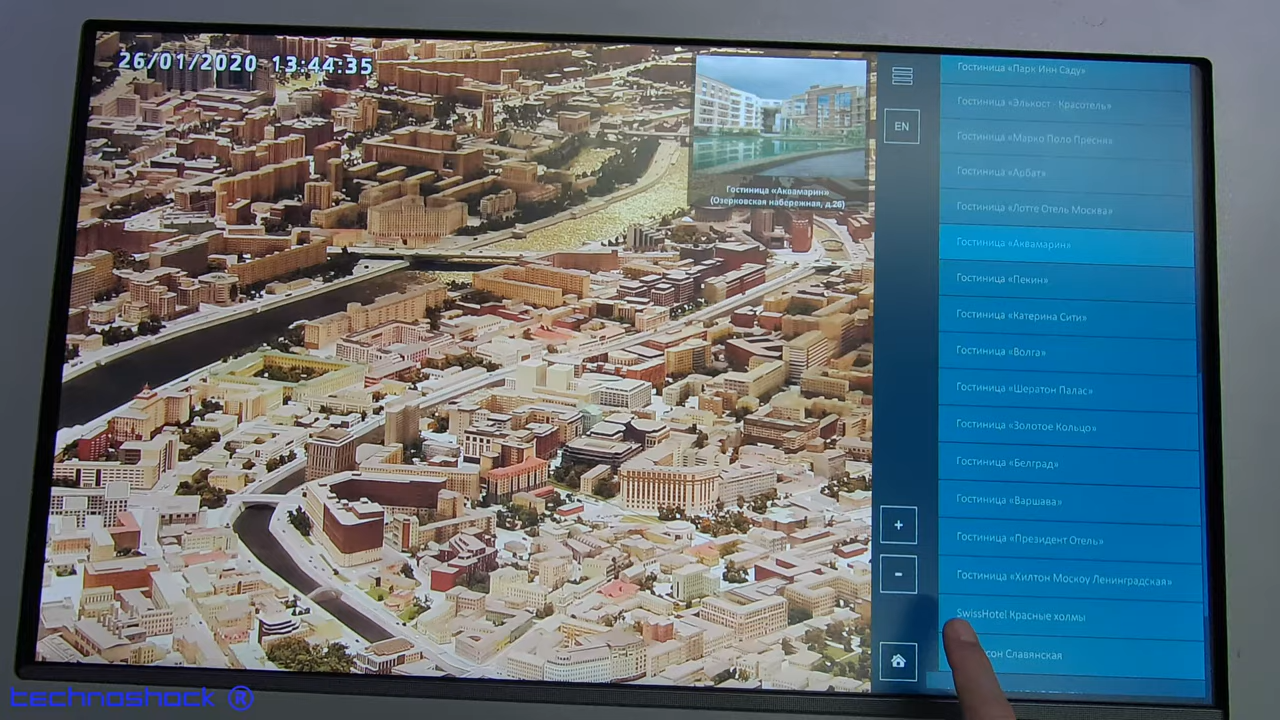 26/01/2020 13:44:35
Гостиница «Аквамарин»
(Озерковская набережная, д.26)
EN
+
-
Гостиница «Парк Инн Саду»
Гостиница «Элькост - Красотель»
Гостиница «Марко Поло Пресня»
Гостиница «Арбат»
Гостиница «Лотте Отель Москва»
Гостиница «Аквамарин»
Гостиница «Пекин»
Гостиница «Катерина Сити»
Гостиница «Волга»
Гостиница «Шератон Палас»
Гостиница «Золотое Кольцо»
Гостиница «Белград»
Гостиница «Варшава»
Гостиница «Президент Отель»
Гостиница «Хилтон Москоу Ленинградская»
SwissHotel Красные холмы
Славянская
technoshock ®